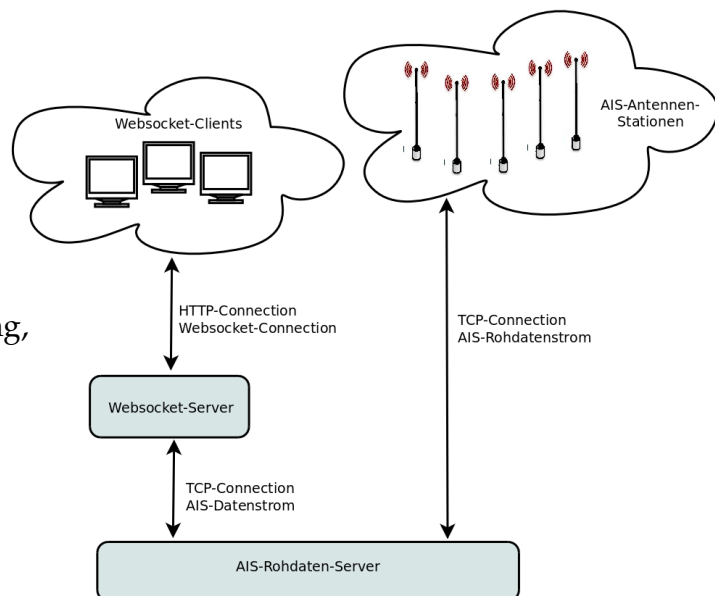 AIS-Antennen-
Stationen
Websocket-Clients
HTTP-Connection
Websocket-Connection
TCP-Connection
AIS-Rohdatenstrom
Websocket-Server
TCP-Connection
AIS-Datenstrom
AIS-Rohdaten-Server